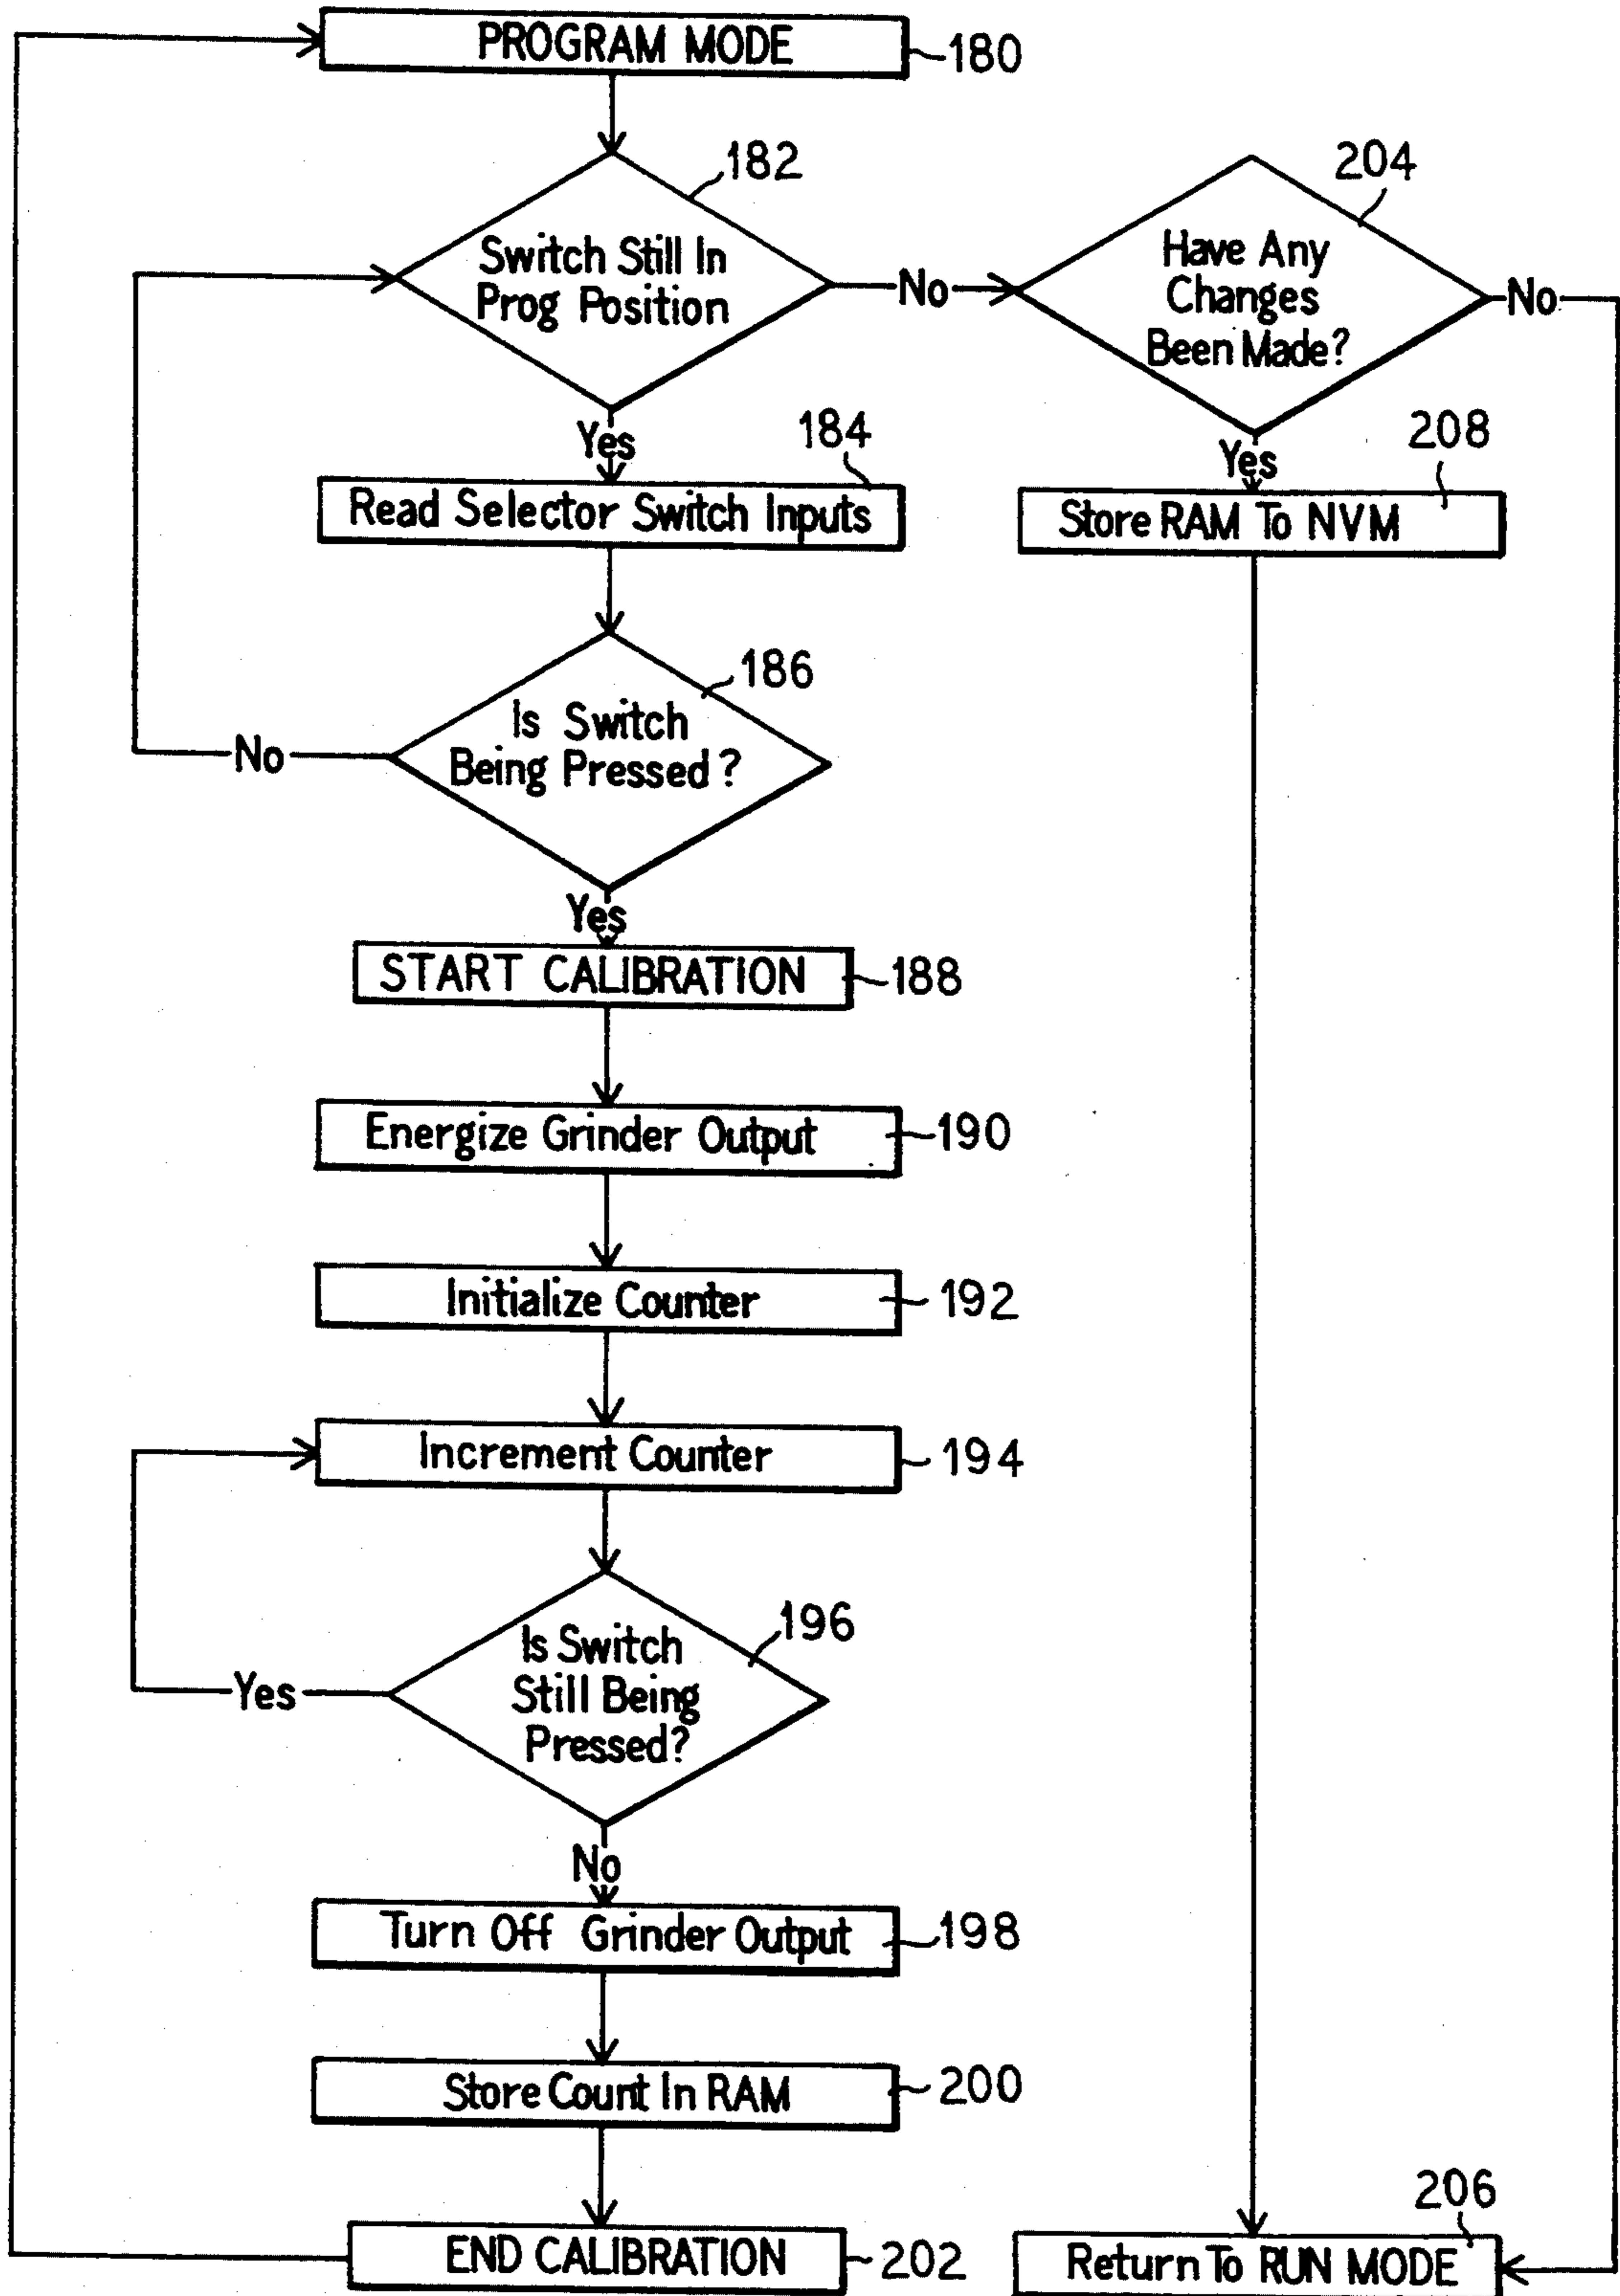 PROGRAM MODE
180
182
Switch Still In
Prog Position
No
204
Have Any
Changes
Been Made?
No
Yes
184
Read Selector Switch Inputs
Yes
208
Store RAM To NVM
186
Is Switch
Being Pressed?
No
Yes
START CALIBRATION
188
Energize Grinder Output
190
Initialize Counter
192
Increment Counter
194
196
Is Switch
Still Being
Pressed?
Yes
No
Turn Off Grinder Output
198
Store Count In RAM
200
END CALIBRATION
202
206
Return To RUN MODE